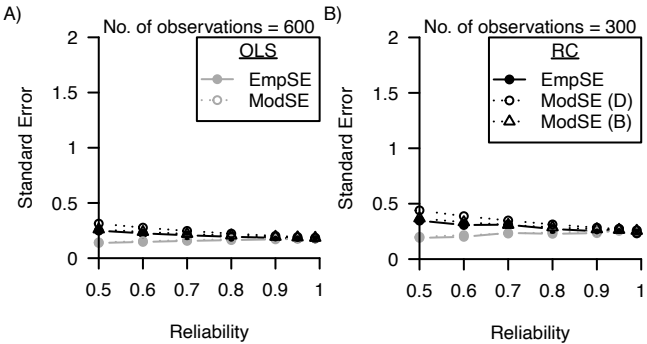 A)
No. of observations = 600
2
1.5
1
0.5
0
Standard Error
OLS
EmpSE
ModSE
0.5 0.6 0.7 0.8 0.9 1
Reliability
B)
No. of observations = 300
2
1.5
1
0.5
0
Standard Error
RC
EmpSE
ModSE (D)
ModSE (B)
0.5 0.6 0.7 0.8 0.9 1
Reliability